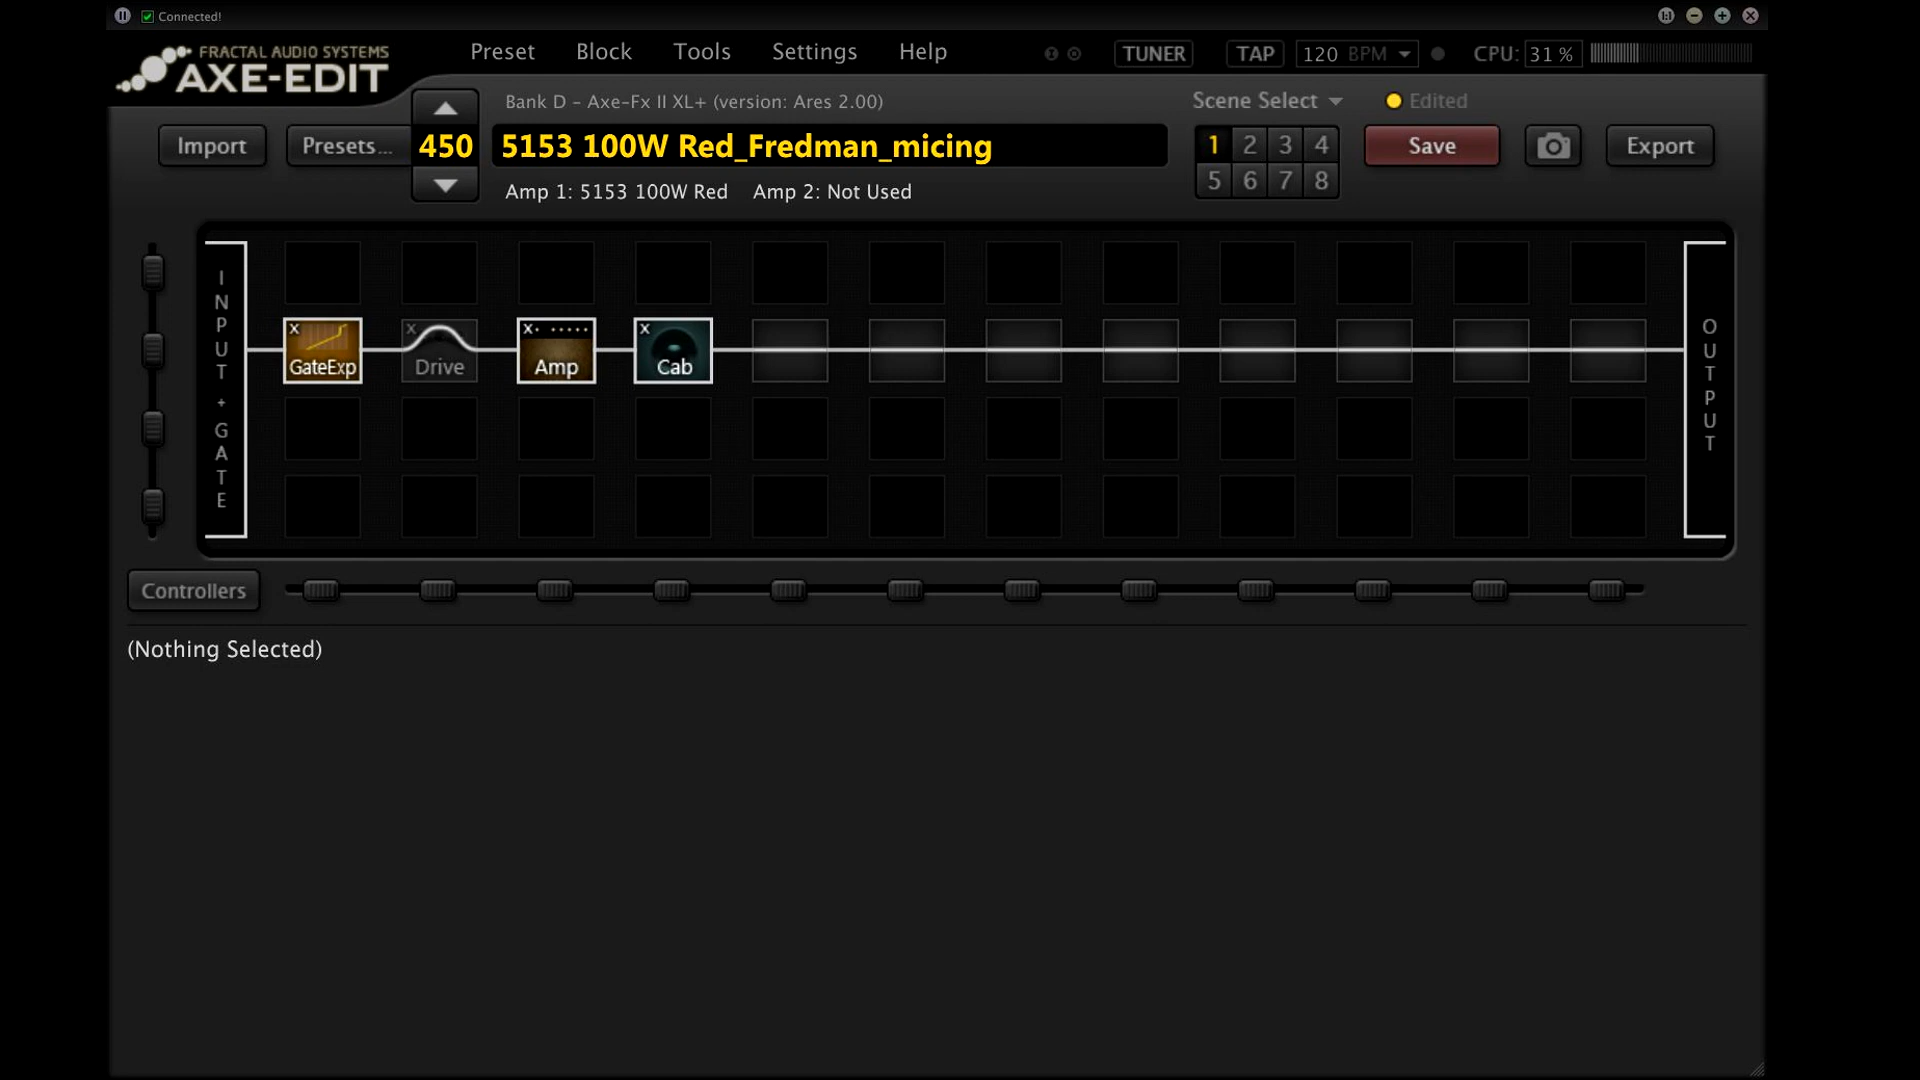 Connected!
FRACTAL AUDIO SYSTEMS
AXE-EDIT
Preset Block Tools Settings Help
TUNER TAP 120 BPM CPU: 31 %
Bank D - Axe-Fx II XL+ (version: Ares 2.00)
Scene Select Edited
Import Presets... 450 5153 100W Red_Fredman_micing
1 2 3 4
5 6 7 8
Save Export
Amp 1: 5153 100W Red Amp 2: Not Used
INPUT + GATE
X GateExp
X Drive
X Amp
X Cab
OUTPUT
Controllers
(Nothing Selected)